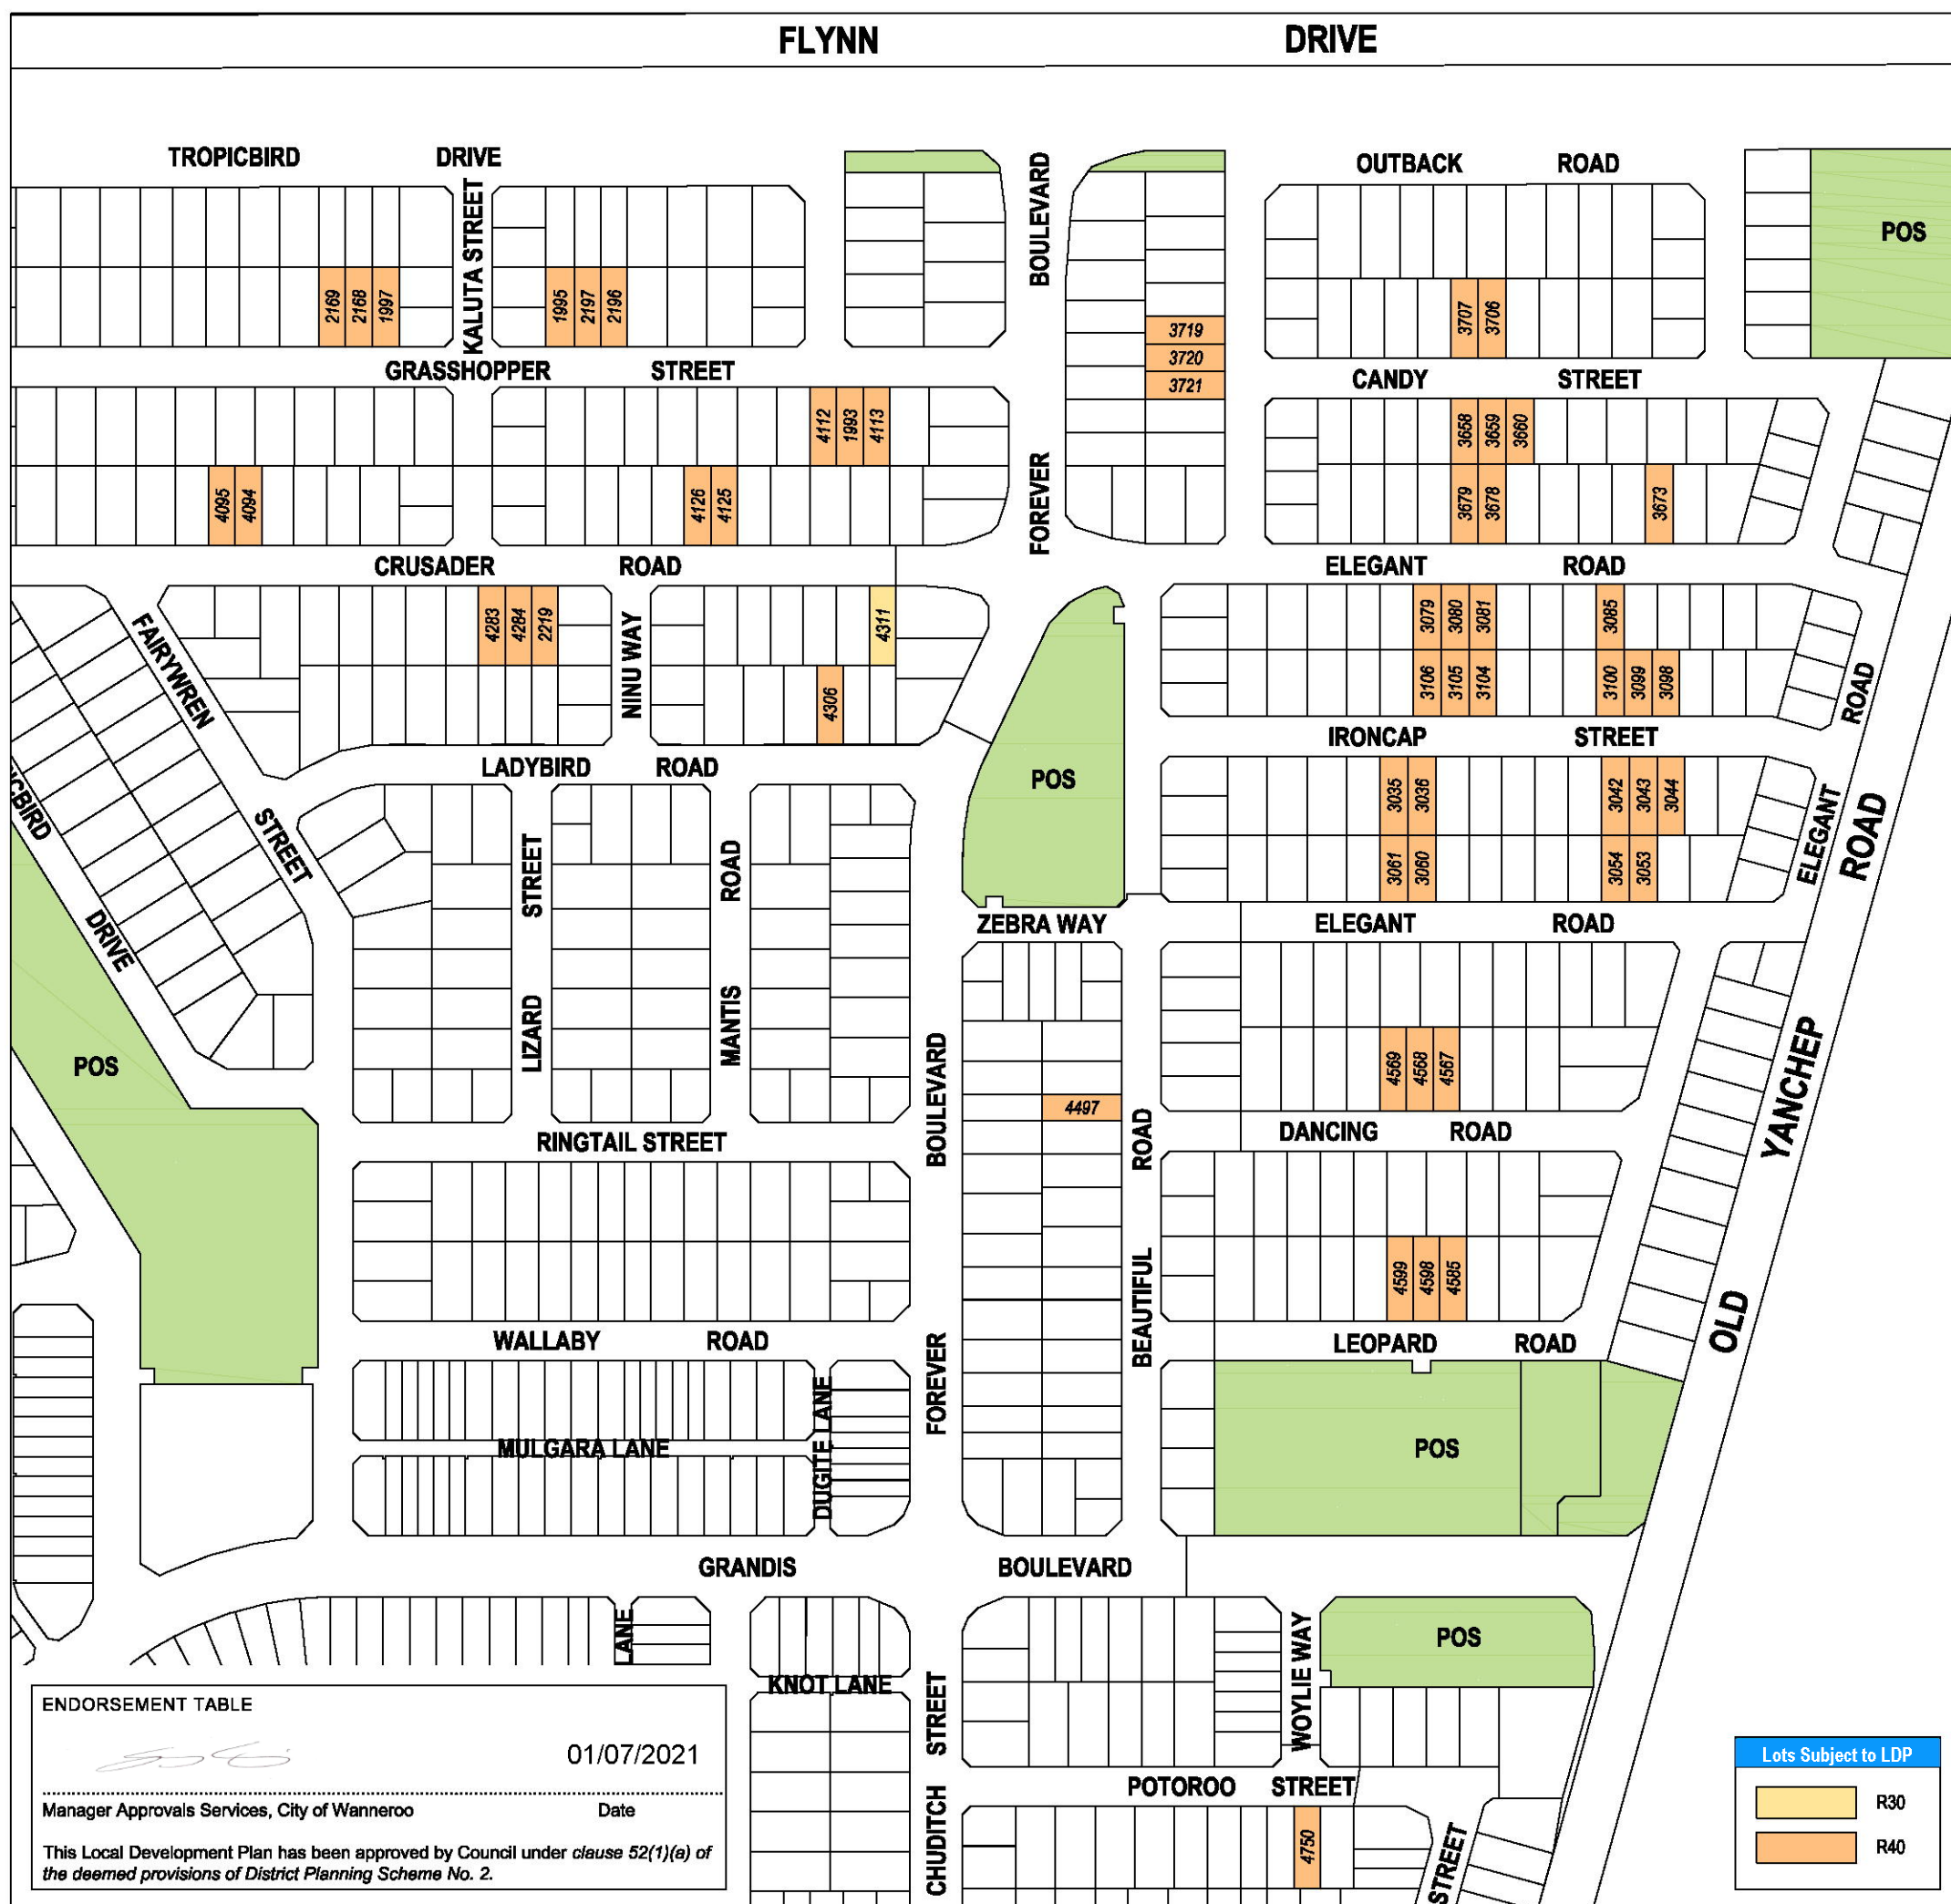 FLYNN DRIVE
TROPICBIRD DRIVE
KALUTA STREET
BOULEVARD
OUTBACK ROAD
POS
2169 2168 1997
1995 2197 2196
3719
3720
3721
3707 3706
GRASSHOPPER STREET
CANDY STREET
4112 1993 4113
3658 3659 3660
4095 4094
4126 4125
FOREVER
3679 3678
3673
CRUSADER ROAD
ELEGANT ROAD
FAIRYWREN
STREET
4283 4284 2219
NINU WAY
4311
4306
3079 3080 3081
3085
3106 3105 3104
3100 3099 3098
ROAD
IRONCAP STREET
LADYBIRD ROAD
POS
3035 3036
3042 3043 3044
3061 3060
3054 3053
ELEGANT
ROAD
ICBIRD
DRIVE
STREET
LIZARD
ROAD
MANTIS
ZEBRA WAY
ELEGANT ROAD
YANCHEP
OLD
POS
BOULEVARD
FOREVER
4569 4568 4567
4497
ROAD
BEAUTIFUL
DANCING ROAD
RINGTAIL STREET
4599 4598 4585
WALLABY ROAD
LEOPARD ROAD
DUGITE LANE
MULGARA LANE
POS
GRANDIS BOULEVARD
LANE
KNOT LANE
STREET
CHUDITCH
WOYLIE WAY
POS
POTOROO STREET
4750
STREET
ENDORSEMENT TABLE
01/07/2021
Manager Approvals Services, City of Wanneroo Date
This Local Development Plan has been approved by Council under clause 52(1)(a) of
the deemed provisions of District Planning Scheme No. 2.
Lots Subject to LDP
R30
R40